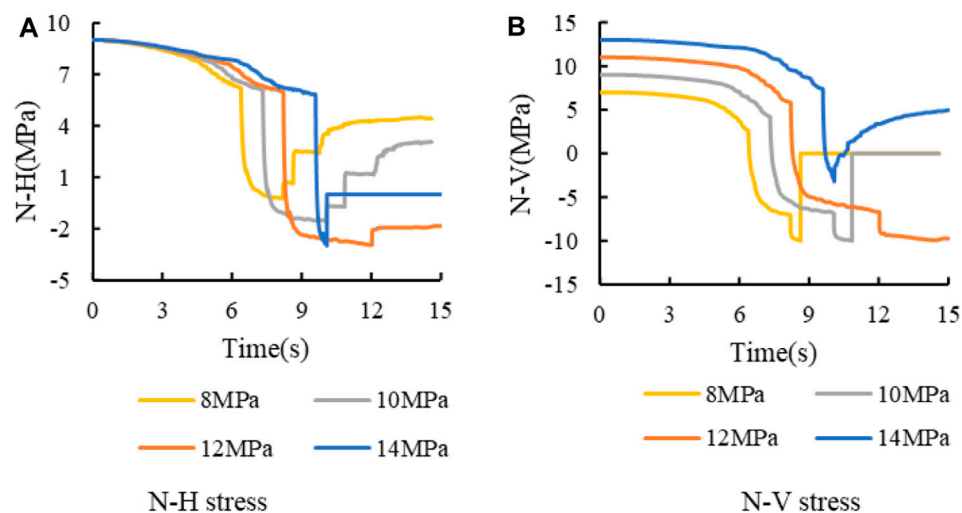 A
N-H(MPa)
10
7
4
1
-2
-5
0 3 6 9 12 15
Time(s)
8MPa 10MPa
12MPa 14MPa
N-H stress
B
N-V(MPa)
15
10
5
0
-5
-10
-15
0 3 6 9 12 15
Time(s)
8MPa 10MPa
12MPa 14MPa
N-V stress